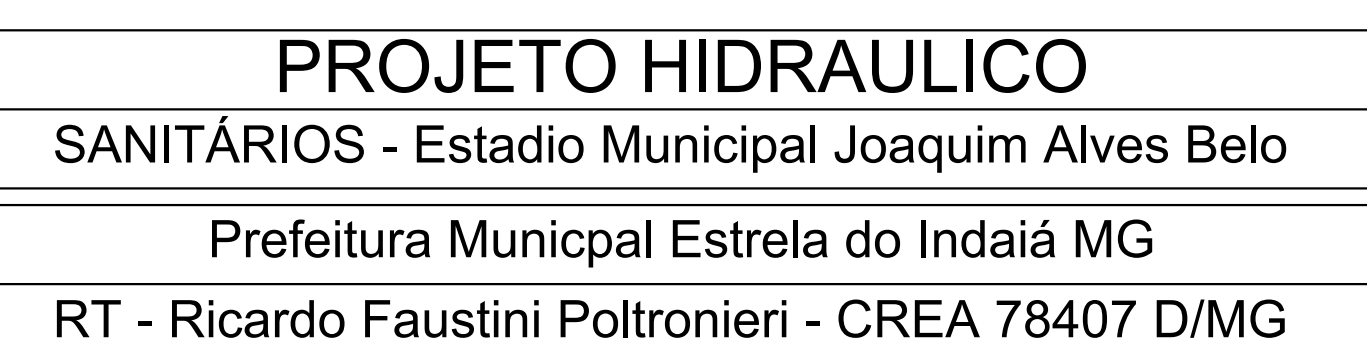 PROJETO HIDRAULICO
SANITÁRIOS - Estadio Municipal Joaquim Alves Belo
Prefeitura Municpal Estrela do Indaiá MG
RT - Ricardo Faustini Poltronieri - CREA 78407 D/MG